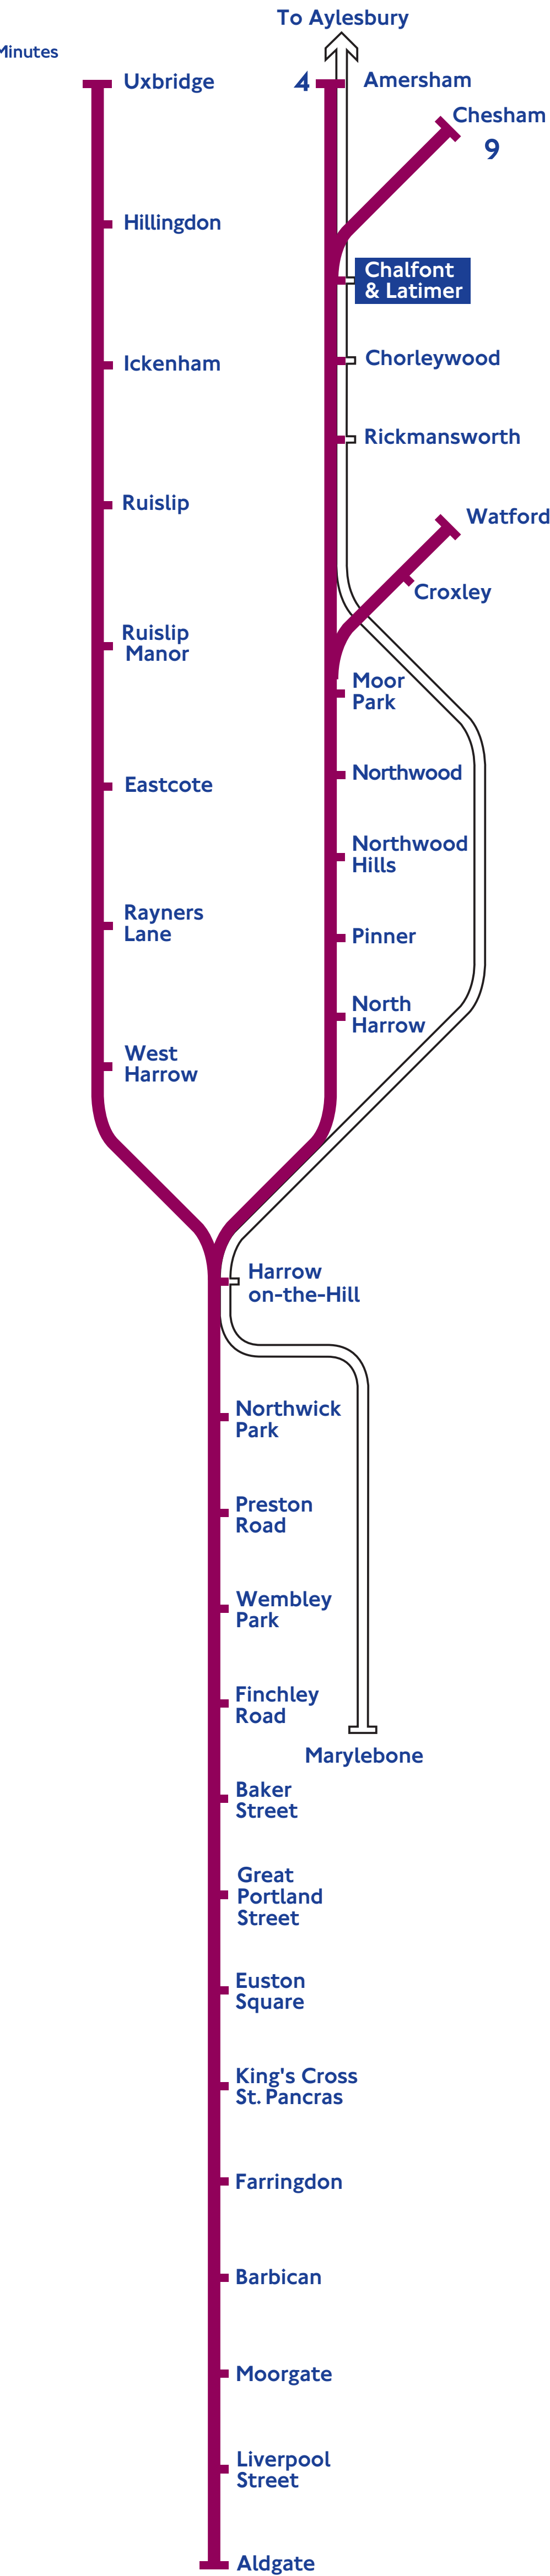 To Aylesbury
Minutes
Uxbridge
4
Amersham
Chesham
9
Hillingdon
Chalfont
& Latimer
Ickenham
Chorleywood
Rickmansworth
Ruislip
Watford
Croxley
Ruislip
Manor
Moor
Park
Northwood
Eastcote
Northwood
Hills
Rayners
Lane
Pinner
North
Harrow
West
Harrow
Harrow
on-the-Hill
Northwick
Park
Preston
Road
Wembley
Park
Finchley
Road
Marylebone
Baker
Street
Great
Portland
Street
Euston
Square
King's Cross
St. Pancras
Farringdon
Barbican
Moorgate
Liverpool
Street
Aldgate